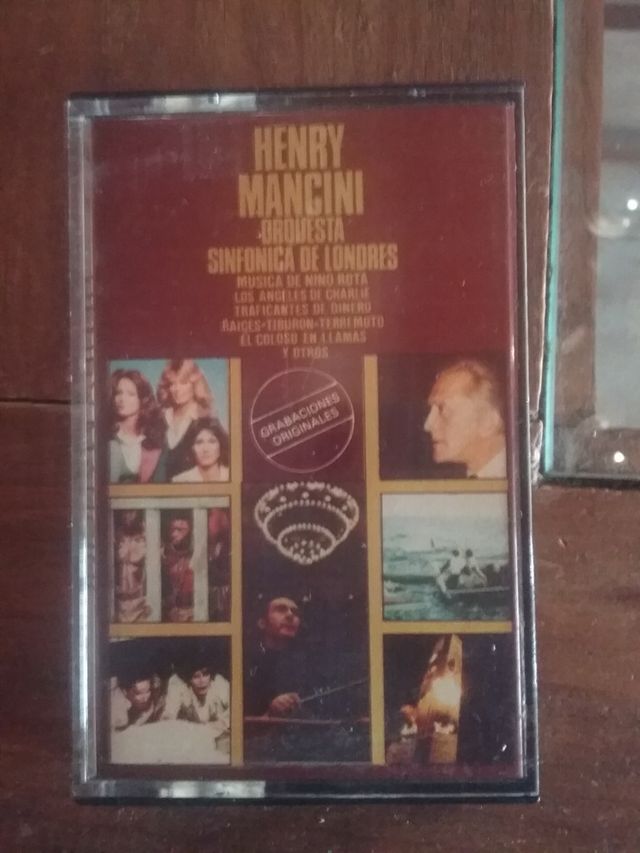 HENRY
MANCINI
ORQUESTA
SINFONICA DE LONDRES
MUSICA DE NINO ROTA
LOS ANGELES DE CHARLIE
TRAFICANTES DE DINERO
RAICES-TIBURON-TERREMOTO
EL COLOSO EN LLAMAS
Y OTROS
GRABACIONES
ORIGINALES